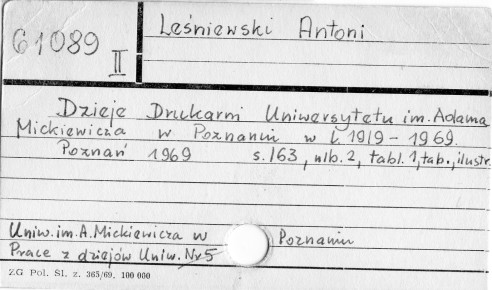 Leśniewski Antoni
61089
II
Dzieje Drukarni Uniwersytetu im. Adama
Mickiewicza w Poznaniu w l. 1919 - 1969.
Poznań 1969 s. 163, nlb. 2, tabl. 1, tab., ilustr.
Uniw. im. A. Mickiewicza w Poznaniu
Prace z dziejów Uniw. Nr 5
ZG Pol. Śl. z. 365/69, 100 000